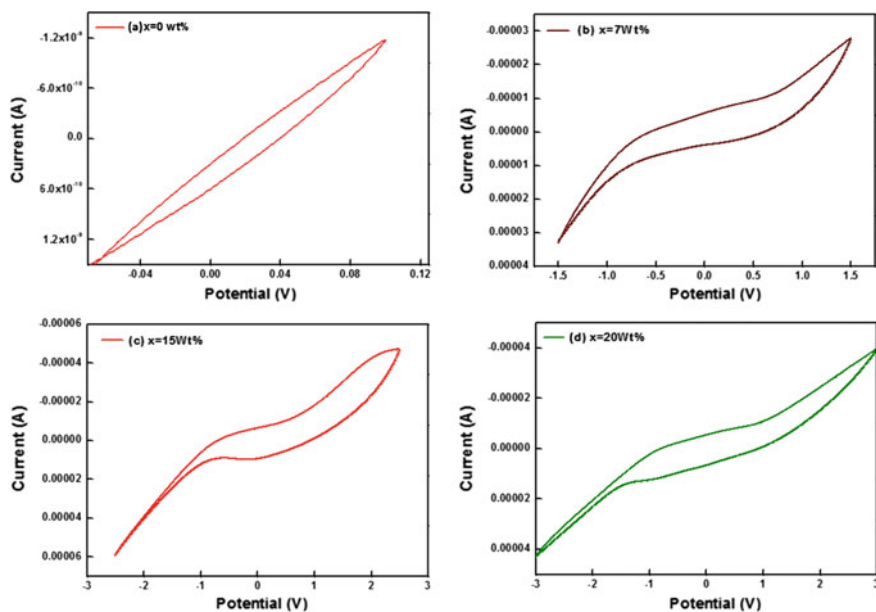 (a)x=0 wt%
-1.2x10⁻⁹
-6.0x10⁻¹⁰
0.0
6.0x10⁻¹⁰
1.2x10⁻⁹
Current (A)
-0.04 0.00 0.04 0.08 0.12
Potential (V)
(b) x=7Wt%
-0.00003
-0.00002
-0.00001
0.00000
0.00001
0.00002
0.00003
0.00004
Current (A)
-1.5 -1.0 -0.5 0.0 0.5 1.0 1.5
Potential (V)
(c) x=15Wt%
-0.00006
-0.00004
-0.00002
0.00000
0.00002
0.00004
0.00006
Current (A)
-3 -2 -1 0 1 2 3
Potential (V)
(d) x=20Wt%
-0.00004
-0.00002
0.00000
0.00002
0.00004
Current (A)
-3 -2 -1 0 1 2 3
Potential (V)